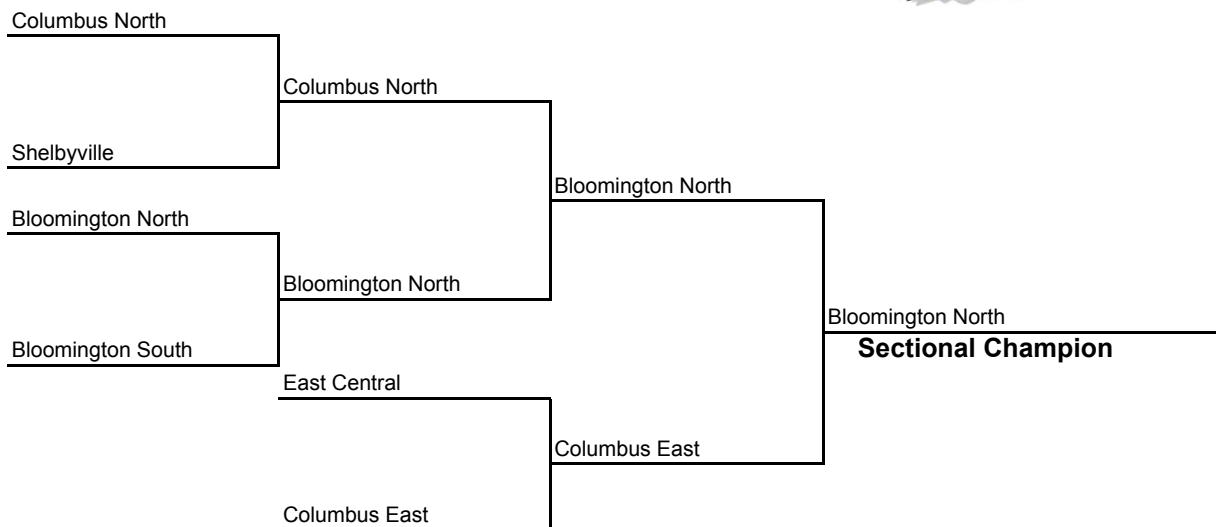 Columbus North
Columbus North
Shelbyville
Bloomington North
Bloomington North
Bloomington North
Bloomington North
Bloomington South
Sectional Champion
East Central
Columbus East
Columbus East